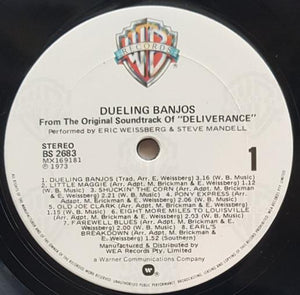 WB
RECORDS
DUELING BANJOS
From The Original Soundtrack Of "DELIVERANCE"
Performed by ERIC WEISSBERG & STEVE MANDELL
STEREO
BS 2683
MX169181
℗ 1973
1
1. DUELING BANJOS (Trad. Arr. E. Weissberg) 3.16 (W. B. Music)
2. LITTLE MAGGIE (Arr. Adpt. M. Brickman & E. Weissberg) 1.12
3. SHUCKIN' THE CORN (Arr. Adpt. M. Brickman &
E. Weissberg) 2.12 4. PONY EXPRESS (Arr.
Adpt. M. Brickman & E. Weissberg) 2.06 (W. B. Music)
5. OLD JOE CLARK (Arr. Adpt. M. Brickman & E. Weissberg)
1.18 (W. B. Music) 6. EIGHT MORE MILES TO LOUISVILLE
(Arr. Adpt. M. Brickman & E. Weissberg) 2.03 (W. B.
Music) 7. FAREWELL BLUES (Arr. Adpt. M. Brickman
& E. Weissberg) 2.00 (W. B. Music) 8. EARL'S
BREAKDOWN (Arr. Adpt. M. Brickman &
E. Weissberg) 1.52 (Southern)
Manufactured & Distributed by
WEA Records Pty. Limited
a Warner Communications Company